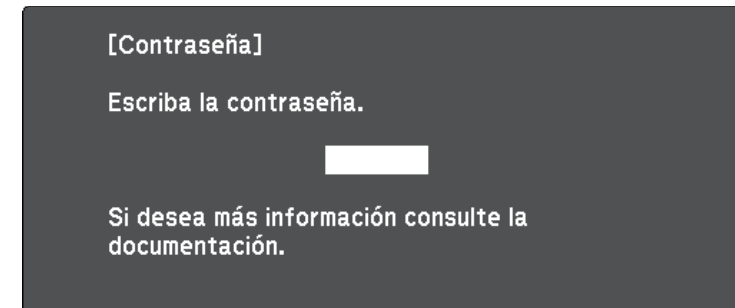 [Contraseña]
Escriba la contraseña.
Si desea más información consulte la
documentación.